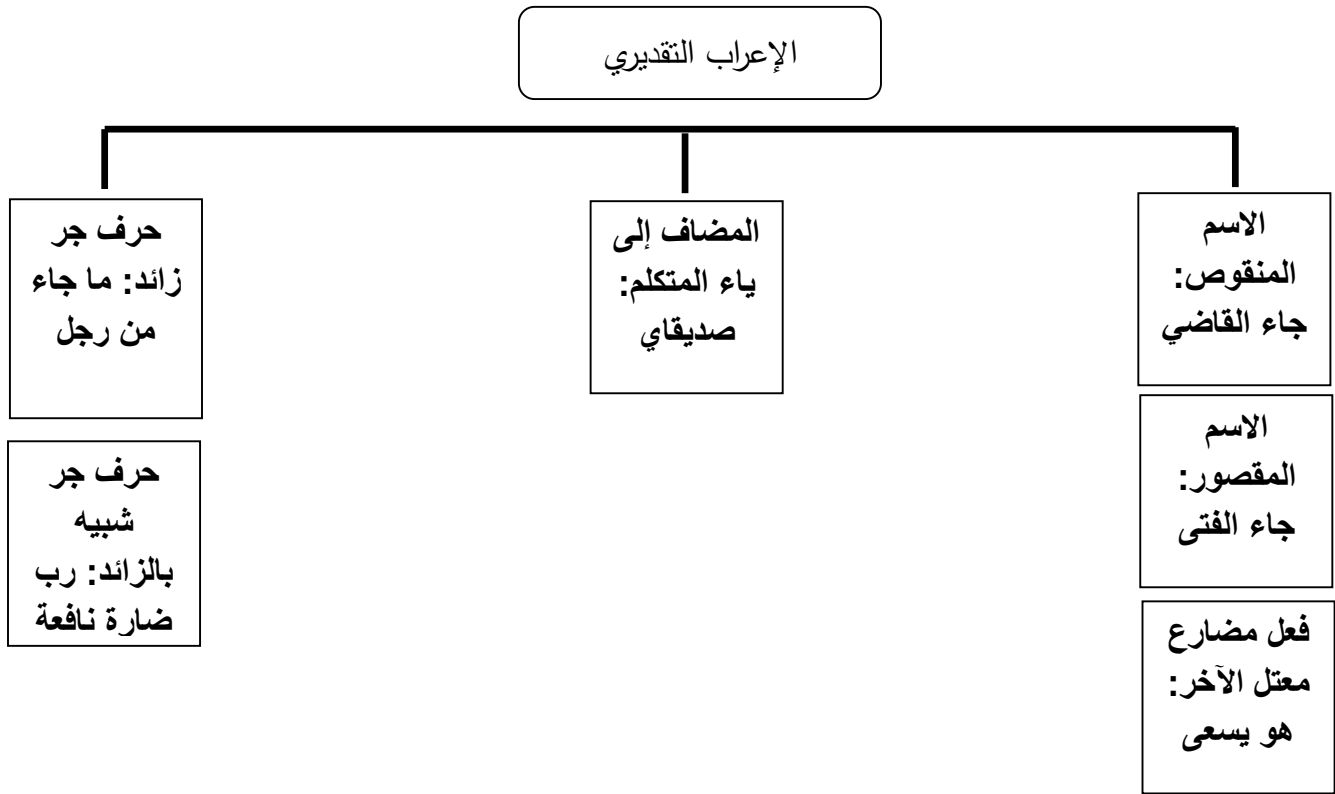 الإعراب التقديري
الاسم
المنقوص:
جاء القاضي
الاسم
المقصور:
جاء الفتى
فعل مضارع
معتل الآخر:
هو يسعى
المضاف إلى
ياء المتكلم:
صديقاي
حرف جر
زائد: ما جاء
من رجل
حرف جر
شبيه
بالزائد: رب
ضارة نافعة